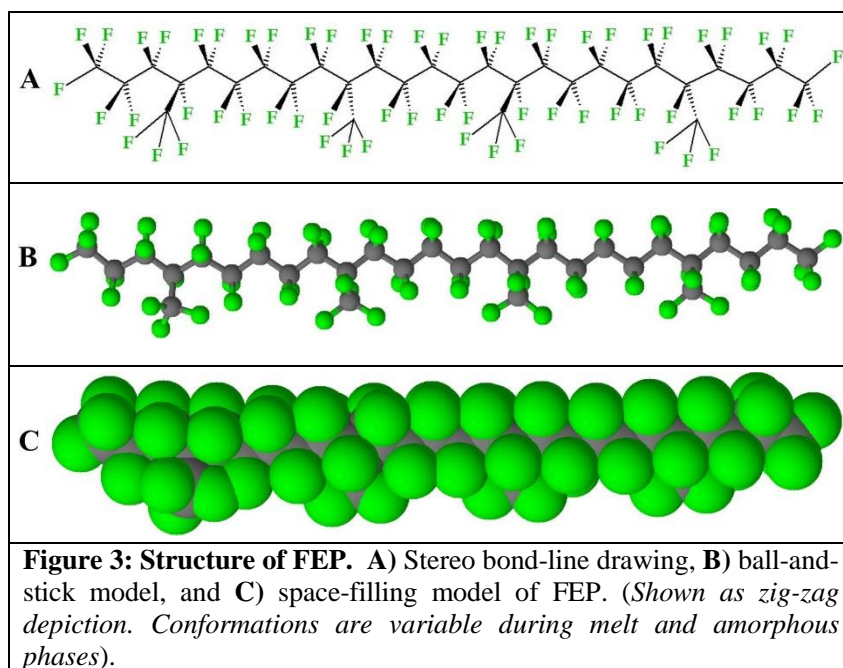 F F F F F F F F F F F F F F F F F F F F F F F F F F F
A
F
F F F F F F F F F F F F F F F F F F F F F F
F F F F F F F F F F F F
B
C
Figure 3: Structure of FEP. A) Stereo bond-line drawing, B) ball-and-
stick model, and C) space-filling model of FEP. (Shown as zig-zag
depiction. Conformations are variable during melt and amorphous
phases).